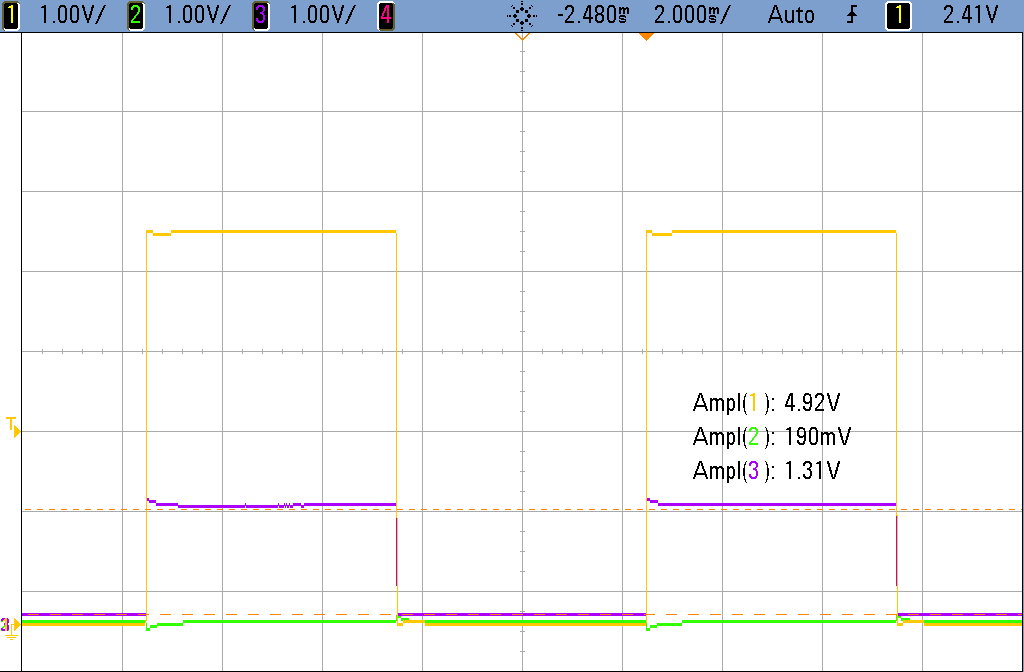 1 1.00V/ 2 1.00V/ 3 1.00V/ 4 -2.480ms 2.000ms/ Auto 1 2.41V
T
Ampl(1): 4.92V
Ampl(2): 190mV
Ampl(3): 1.31V